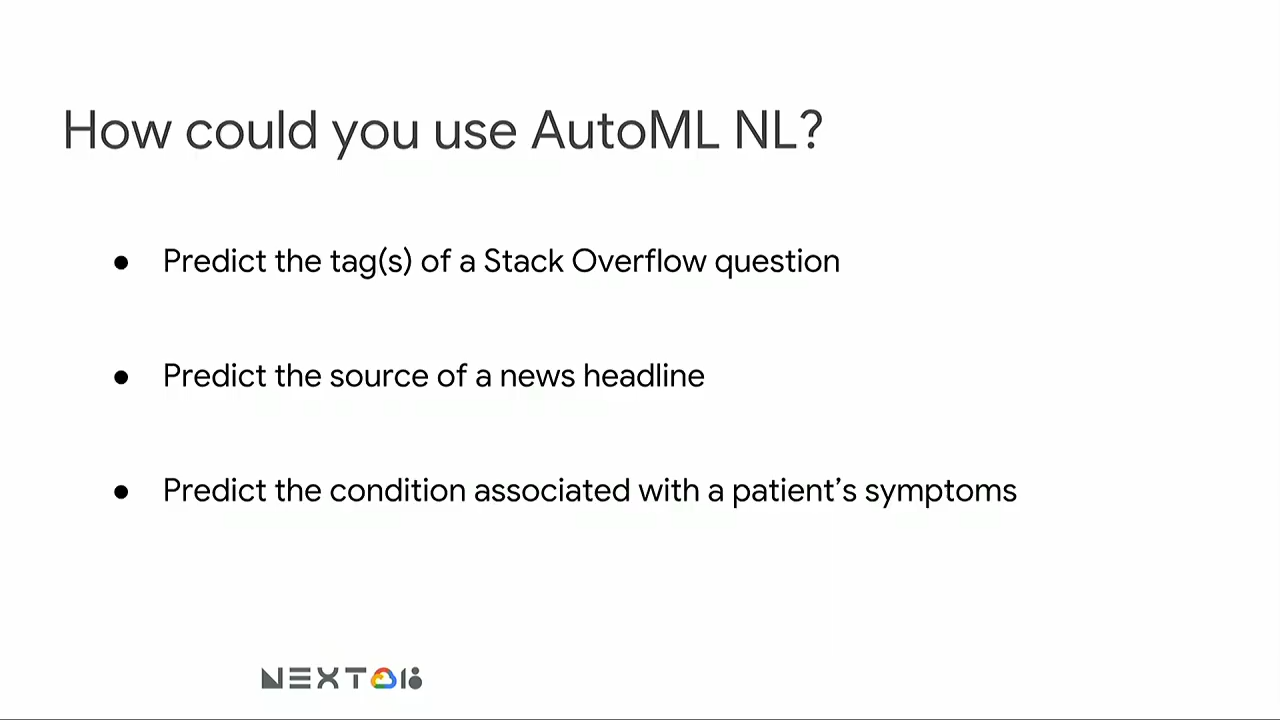 How could you use AutoML NL?
● Predict the tag(s) of a Stack Overflow question
● Predict the source of a news headline
● Predict the condition associated with a patient’s symptoms
NEXT 18